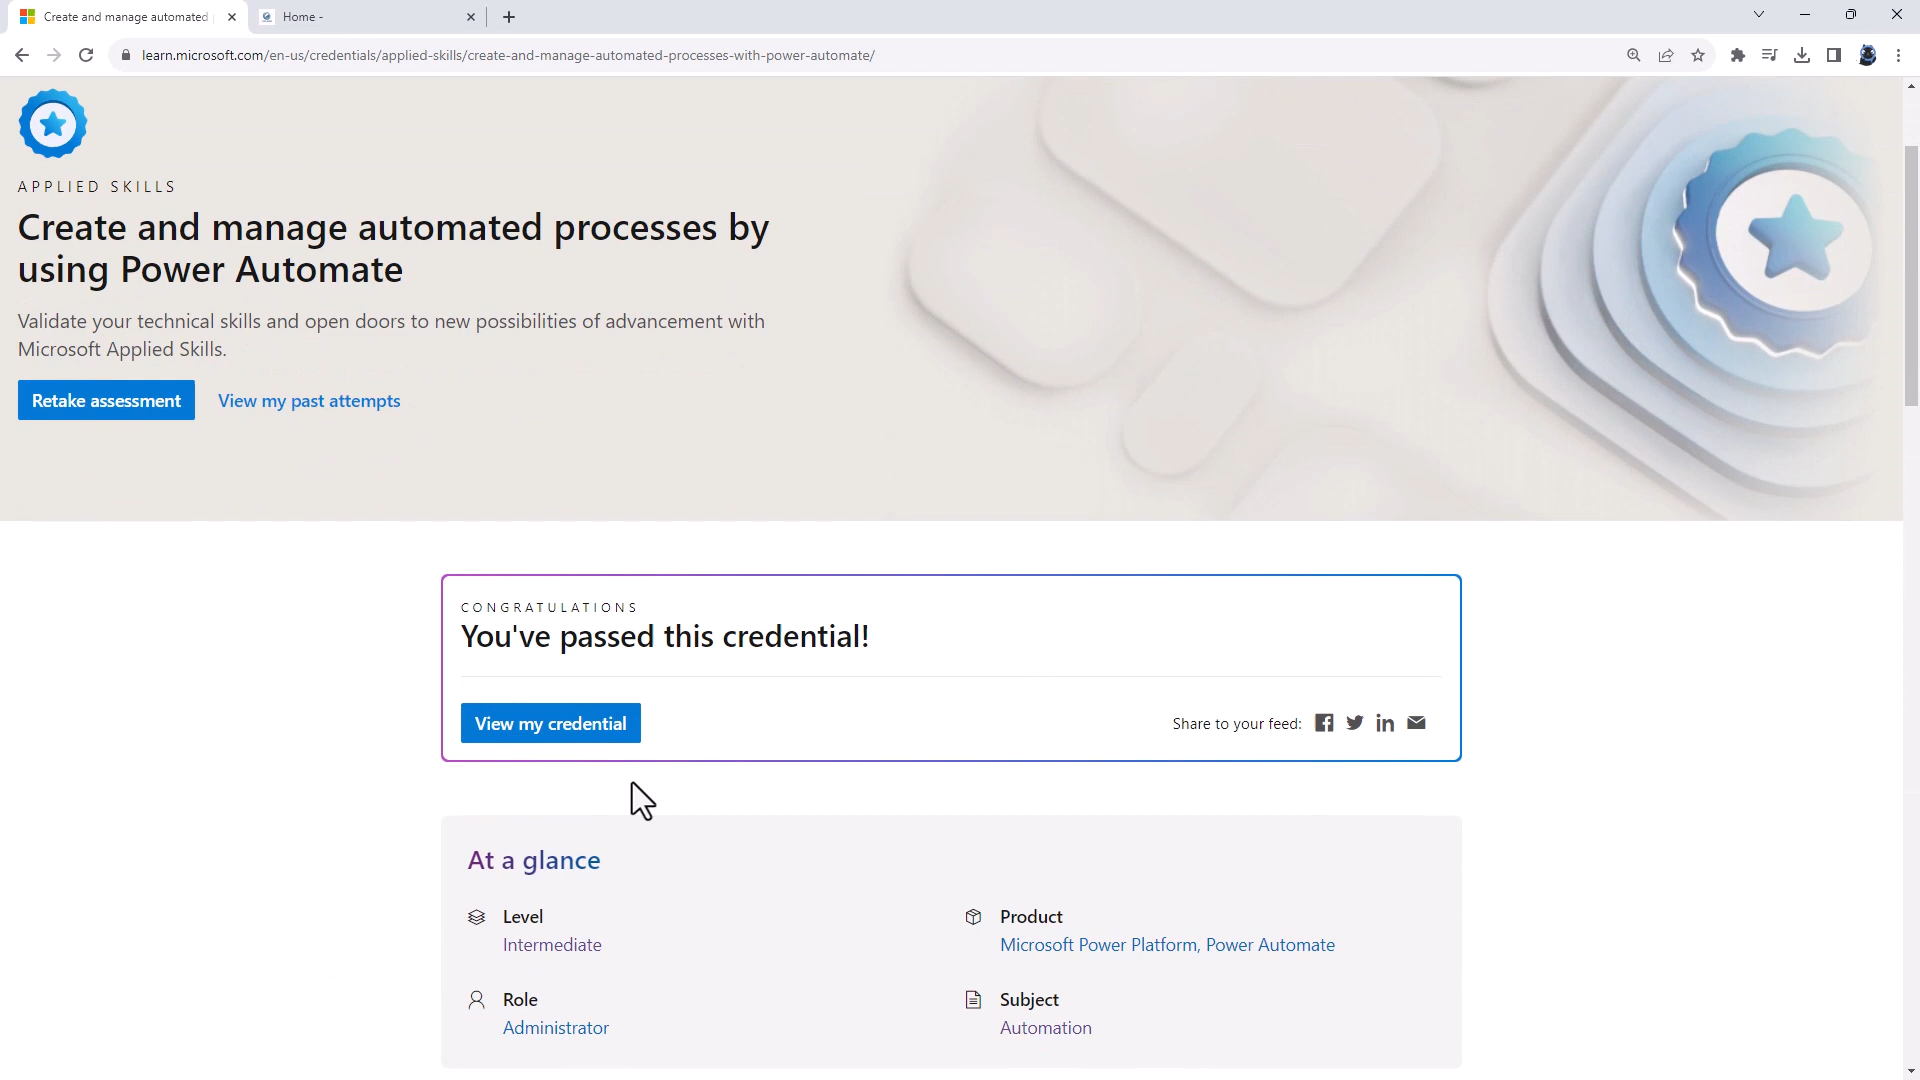 Create and manage automated
Home -
learn.microsoft.com/en-us/credentials/applied-skills/create-and-manage-automated-processes-with-power-automate/
APPLIED SKILLS
Create and manage automated processes by
using Power Automate
Validate your technical skills and open doors to new possibilities of advancement with
Microsoft Applied Skills.
Retake assessment View my past attempts
CONGRATULATIONS
You've passed this credential!
View my credential Share to your feed:
At a glance
Level Product
Intermediate Microsoft Power Platform, Power Automate
Role Subject
Administrator Automation